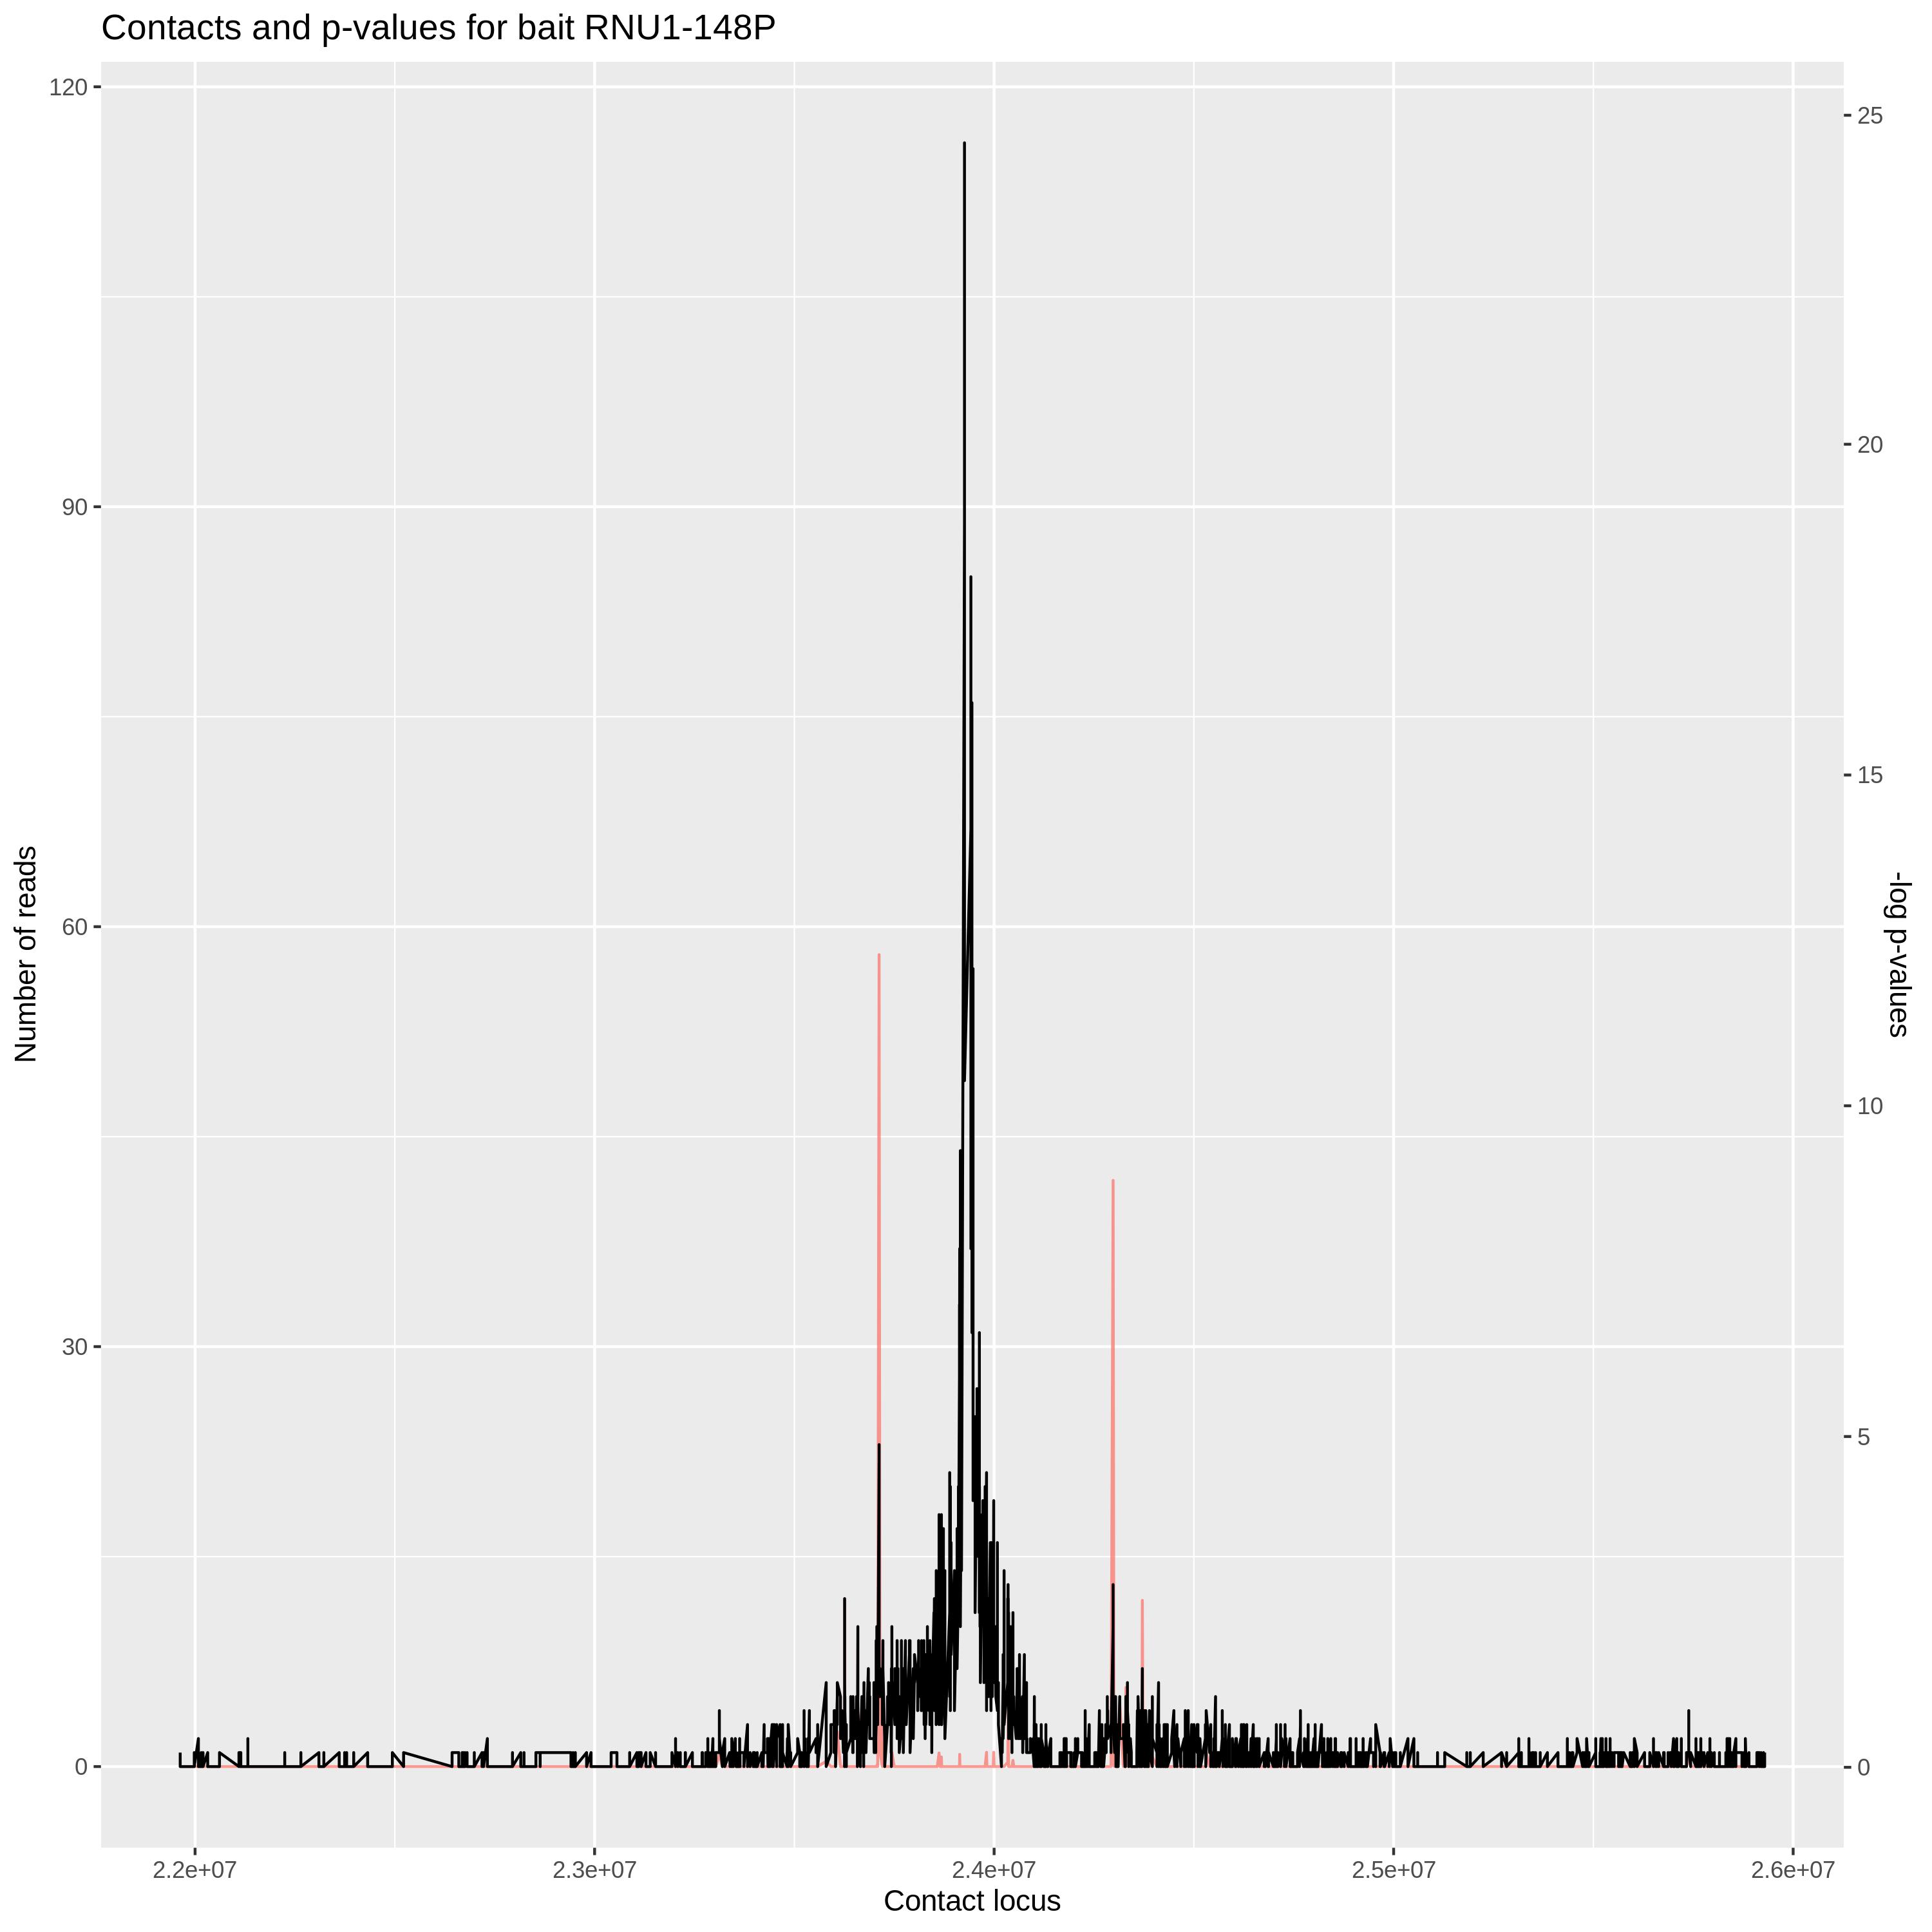 Contacts and p-values for bait RNU1-148P
120
90
60
30
0
Number of reads
25
20
15
10
5
0
-log p-values
2.2e+07
2.3e+07
2.4e+07
2.5e+07
2.6e+07
Contact locus